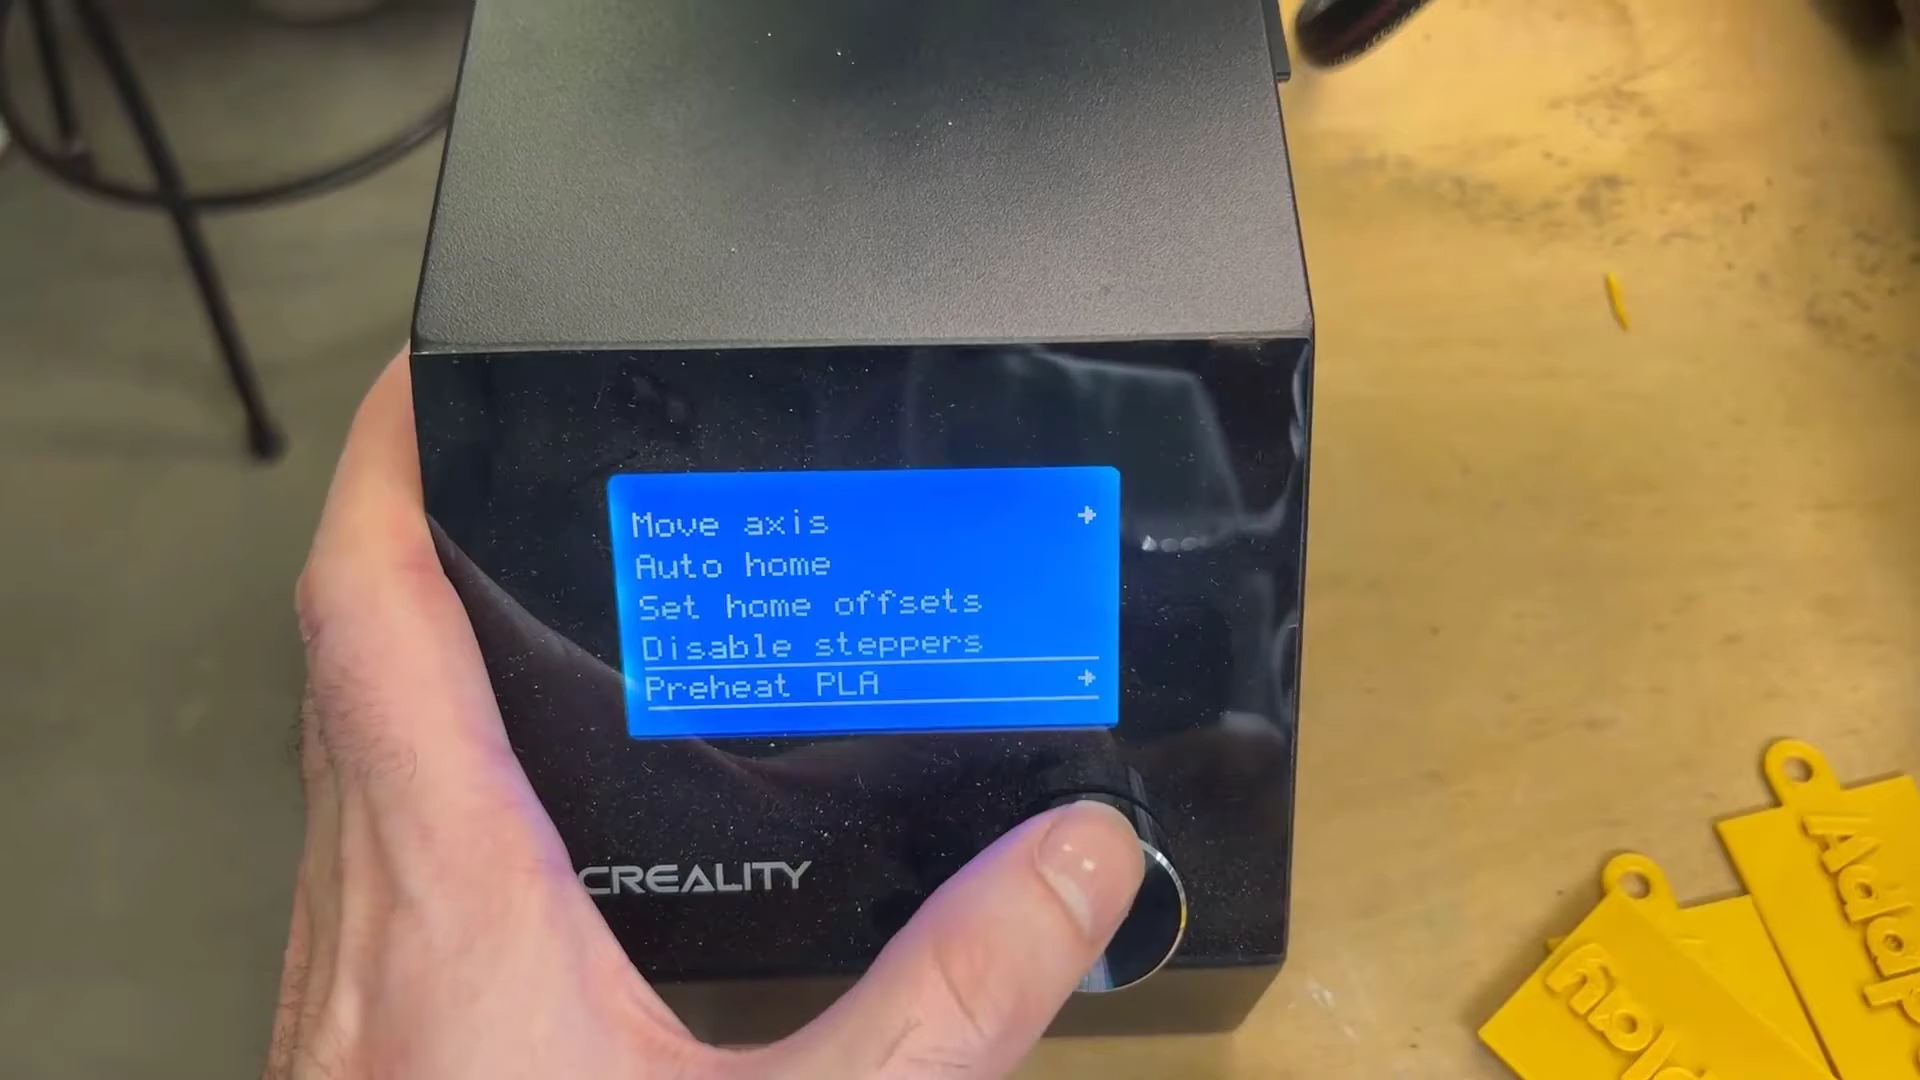 Move axis
Auto home
Set home offsets
Disable steppers
Preheat PLA
CREALITY